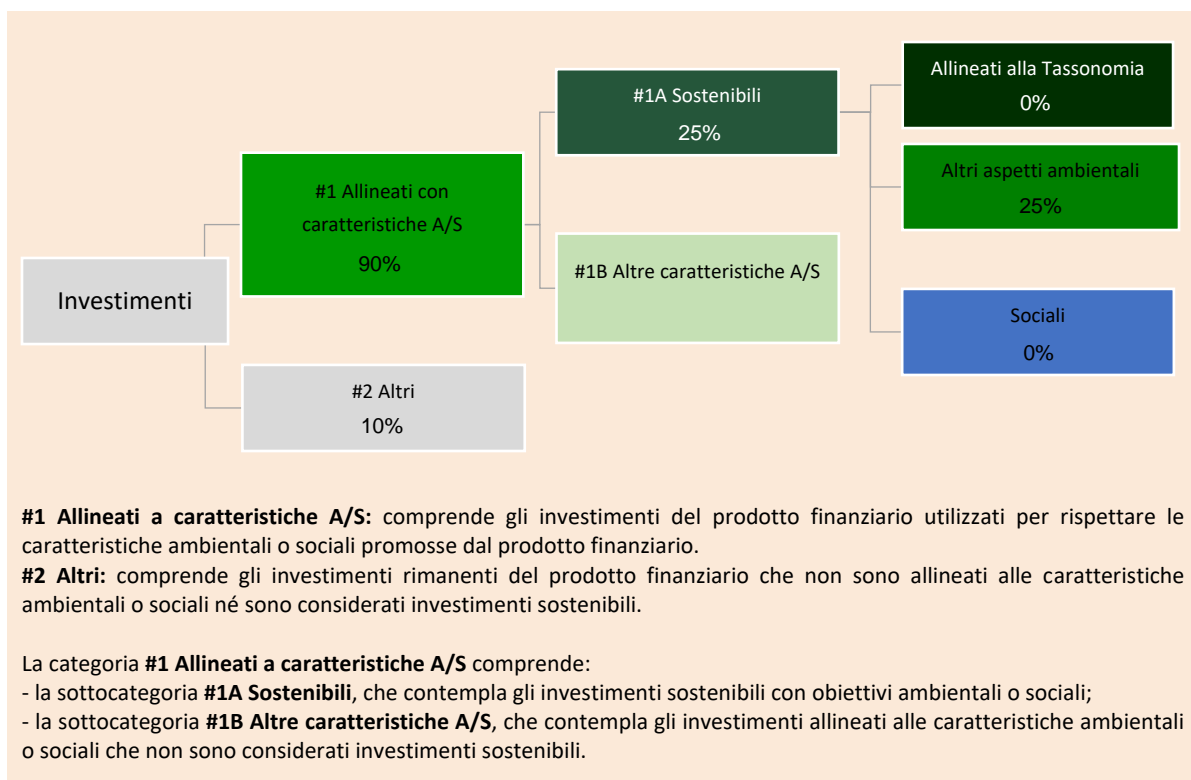 Investimenti
#1 Allineati con
caratteristiche A/S
90%
#2 Altri
10%
#1A Sostenibili
25%
#1B Altre caratteristiche A/S
Allineati alla Tassonomia
0%
Altri aspetti ambientali
25%
Sociali
0%
#1 Allineati a caratteristiche A/S: comprende gli investimenti del prodotto finanziario utilizzati per rispettare le
caratteristiche ambientali o sociali promosse dal prodotto finanziario.
#2 Altri: comprende gli investimenti rimanenti del prodotto finanziario che non sono allineati alle caratteristiche
ambientali o sociali né sono considerati investimenti sostenibili.
La categoria #1 Allineati a caratteristiche A/S comprende:
- la sottocategoria #1A Sostenibili, che contempla gli investimenti sostenibili con obiettivi ambientali o sociali;
- la sottocategoria #1B Altre caratteristiche A/S, che contempla gli investimenti allineati alle caratteristiche ambientali
o sociali che non sono considerati investimenti sostenibili.